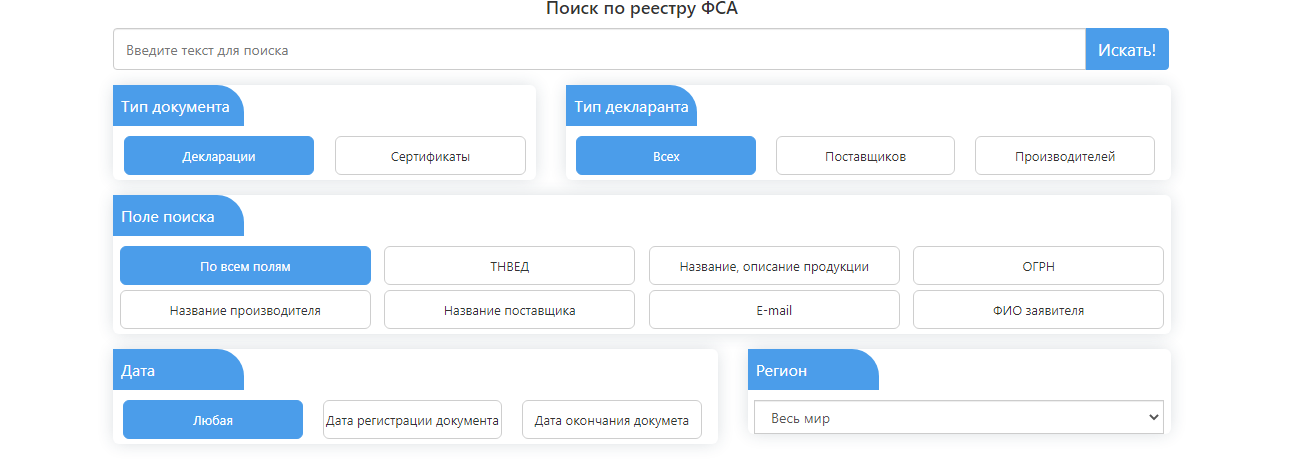 Поиск по реестру ФСА
Введите текст для поиска
Искать!
Тип документа
Тип декларанта
Декларации
Сертификаты
Всех
Поставщиков
Производителей
Поле поиска
По всем полям
ТНВЕД
Название, описание продукции
ОГРН
Название производителя
Название поставщика
E-mail
ФИО заявителя
Дата
Регион
Любая
Дата регистрации документа
Дата окончания докумета
Весь мир